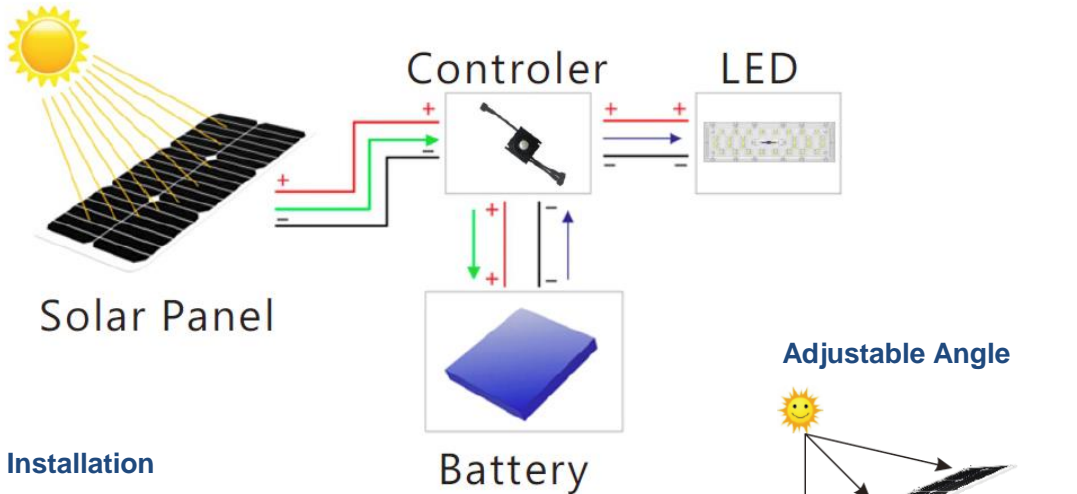 Controler
LED
+
+
+
+
−
−
−
−
+
−
+
−
+
−
Solar Panel
Adjustable Angle
Installation
Battery